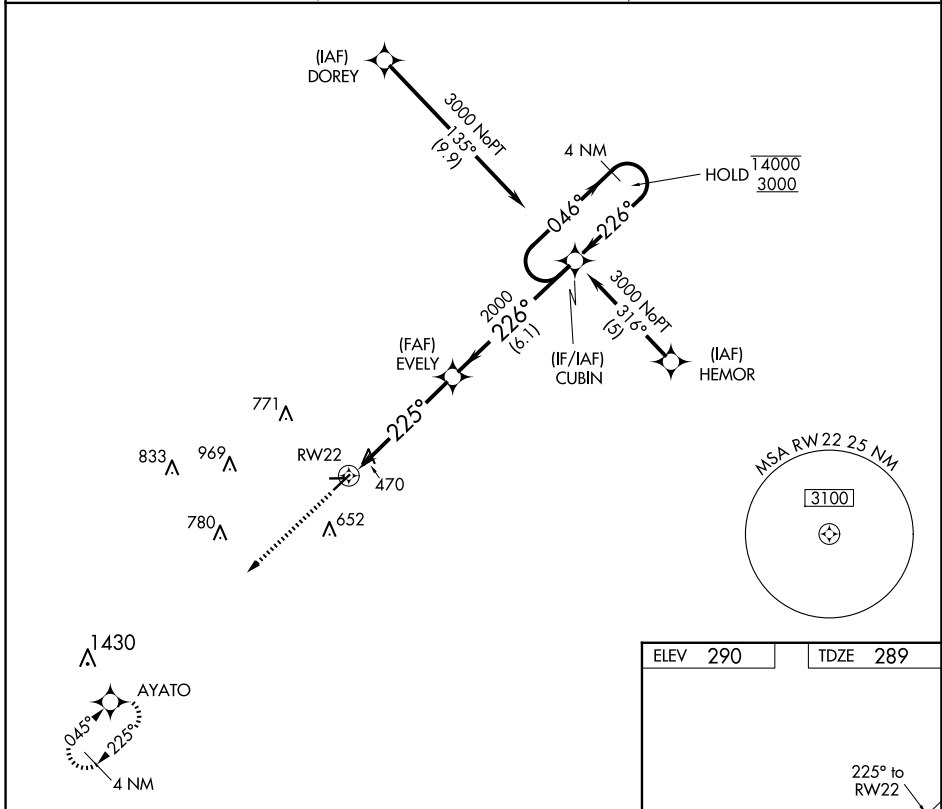 (IAF)
DOREY
3000 NoPT
135°
(9.9)
4 NM
HOLD
14000
3000
046°
226°
2000
226°
(6.1)
(IF/IAF)
CUBIN
3000 NoPT
316°
(5)
(IAF)
HEMOR
(FAF)
EVELY
225°
771
833
969
RW22
470
780
652
MSA RW22 25 NM
3100
1430
AYATO
045°
225°
4 NM
ELEV 290
TDZE 289
225° to
RW22